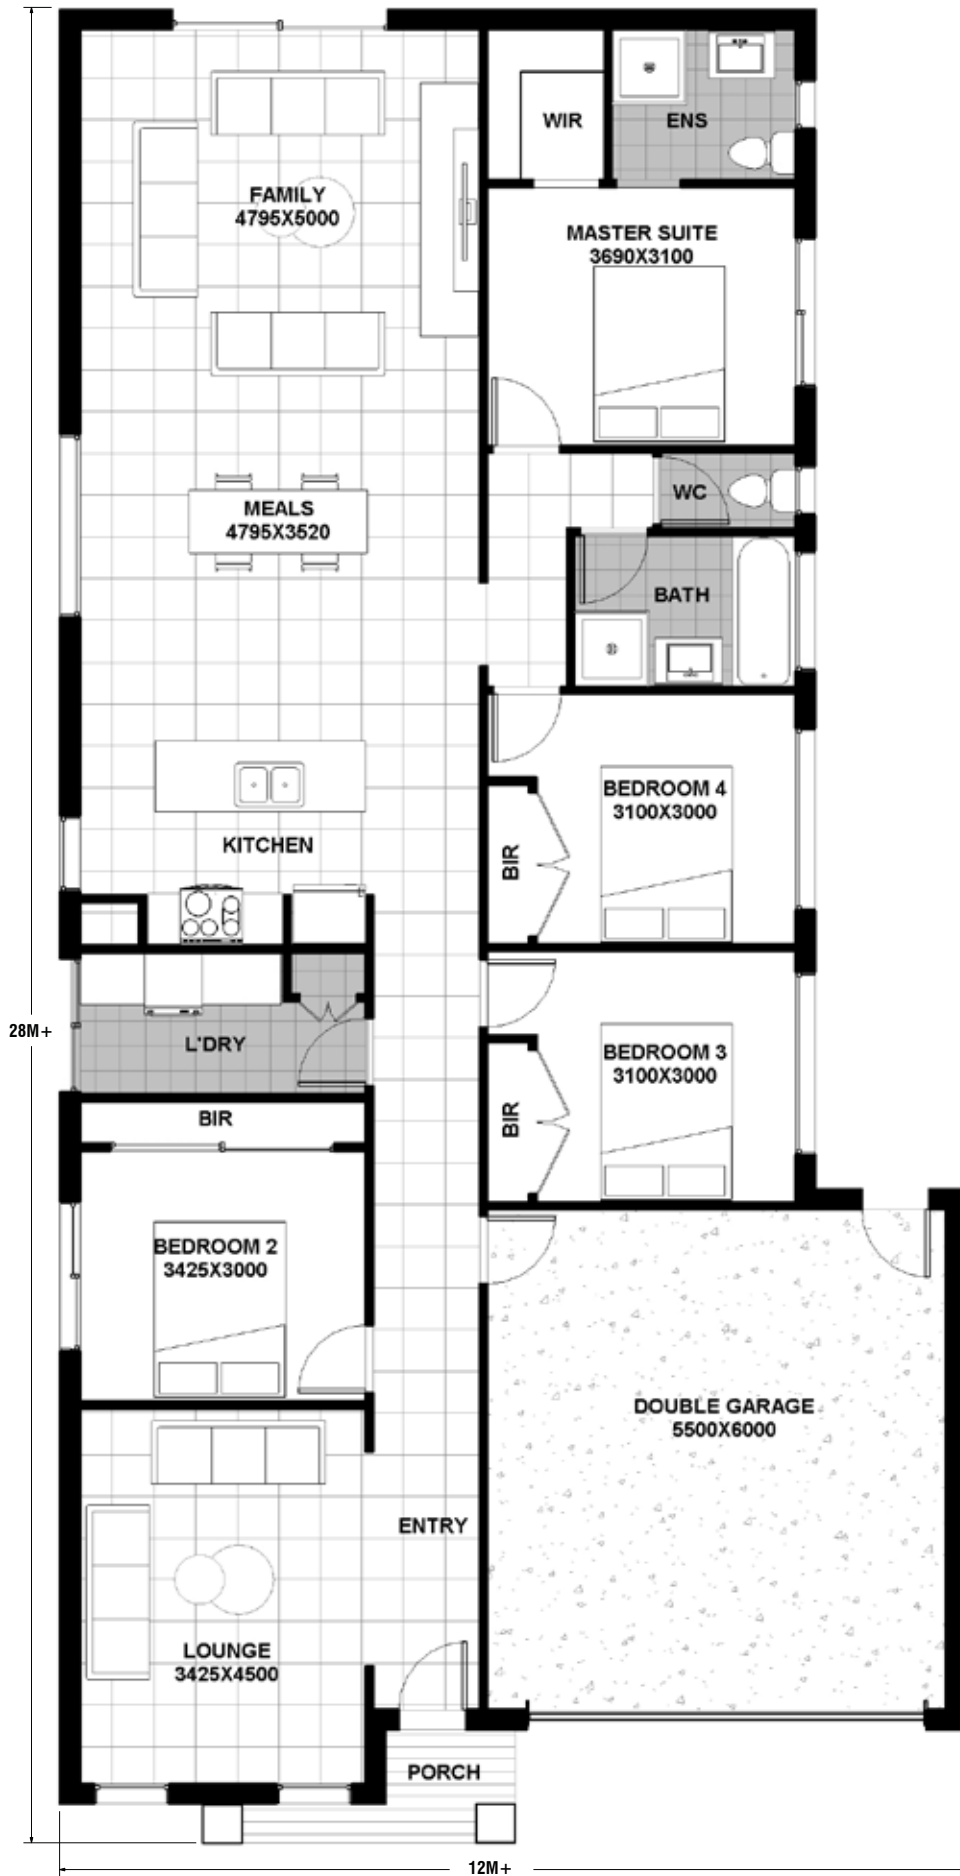 WIR
ENS
FAMILY
4795X5000
MASTER SUITE
3690X3100
WC
MEALS
4795X3520
BATH
BEDROOM 4
3100X3000
KITCHEN
BIR
L'DRY
28M+
BEDROOM 3
3100X3000
BIR
BIR
BEDROOM 2
3425X3000
DOUBLE GARAGE
5500X6000
ENTRY
LOUNGE
3425X4500
PORCH
12M+